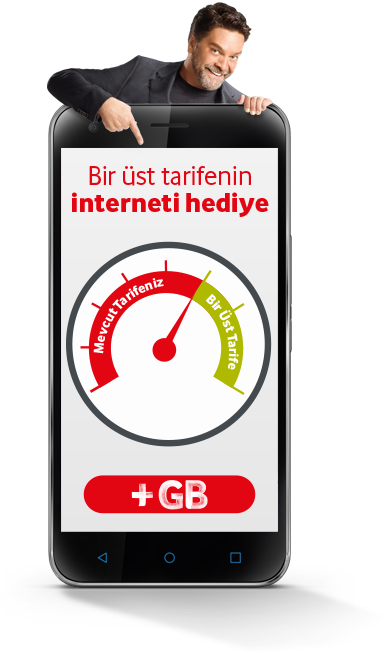 Bir üst tarifenin
interneti hediye
Mevcut Tarifeniz
Bir Üst Tarife
+GB